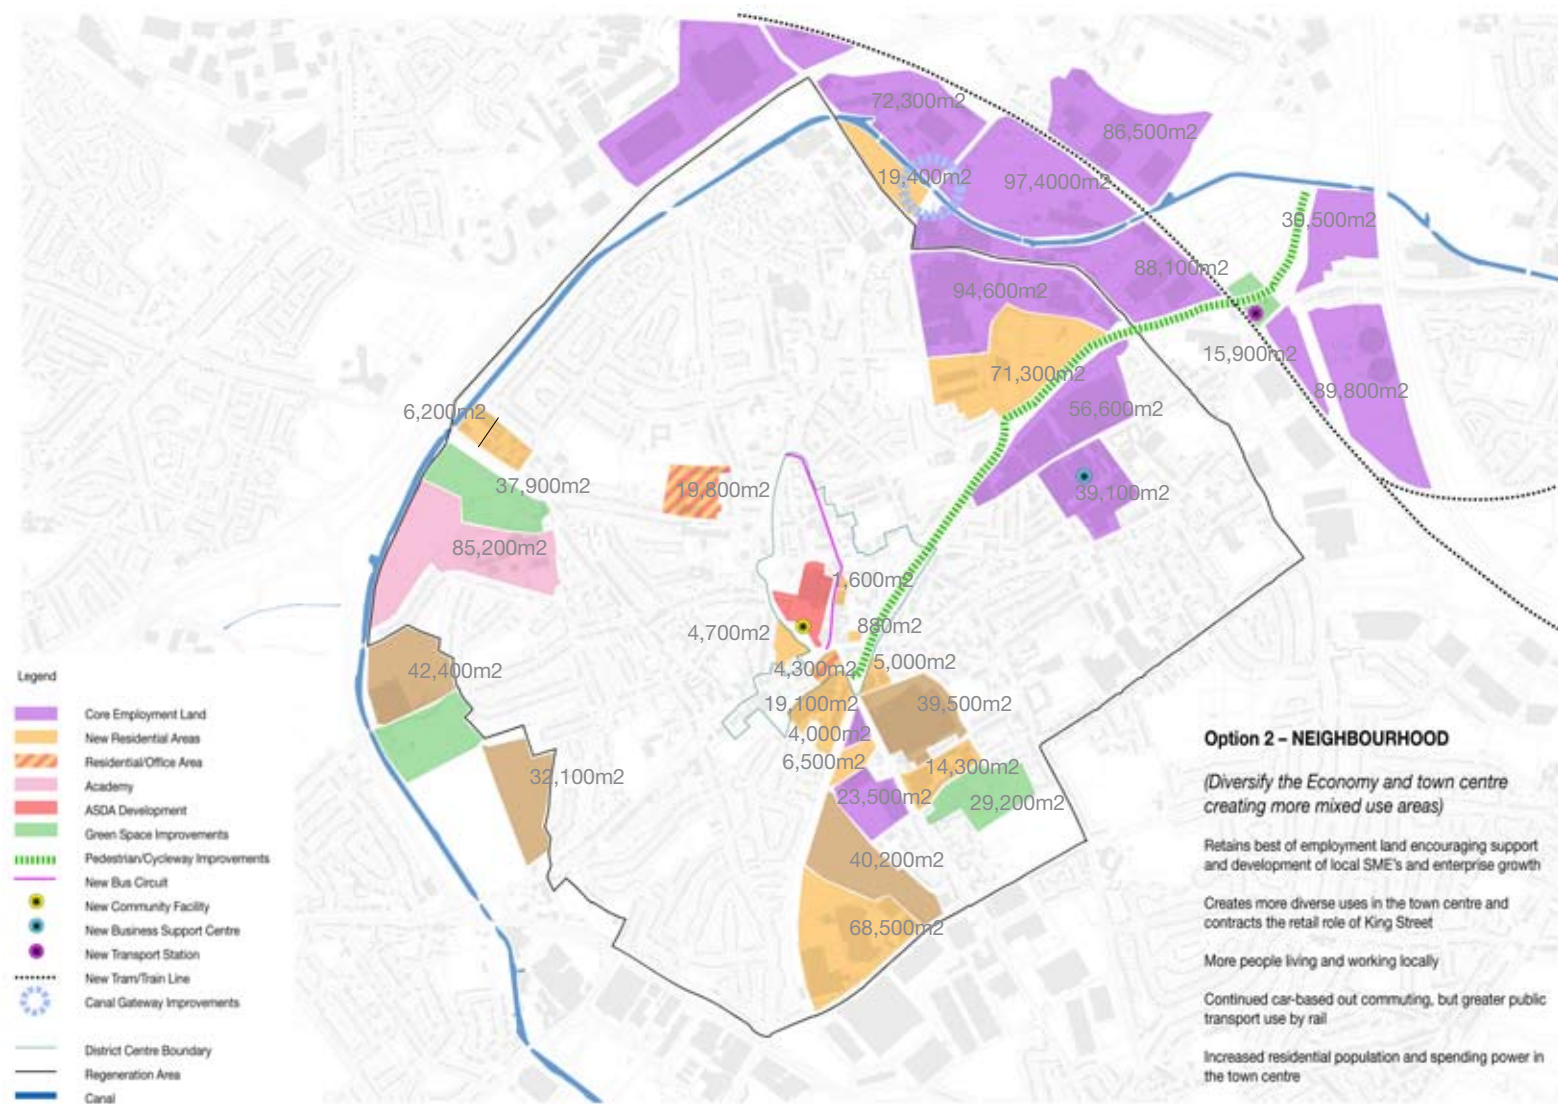 72,300m2
86,500m2
19,400m2
97,4000m2
30,500m2
88,100m2
94,600m2
15,900m2
71,300m2
89,800m2
56,600m2
6,200m2
37,900m2
19,800m2
39,100m2
85,200m2
1,600m2
880m2
4,700m2
4,300m2
5,000m2
42,400m2
19,100m2
39,500m2
4,000m2
6,500m2
14,300m2
32,100m2
23,500m2
29,200m2
40,200m2
68,500m2
Legend
Core Employment Land
New Residential Areas
Residential/Office Area
Academy
ASDA Development
Green Space Improvements
Pedestrian/Cycleway Improvements
New Bus Circuit
New Community Facility
New Business Support Centre
New Transport Station
New Tram/Train Line
Canal Gateway Improvements
District Centre Boundary
Regeneration Area
Canal
Option 2 – NEIGHBOURHOOD
(Diversify the Economy and town centre
creating more mixed use areas)
Retains best of employment land encouraging support
and development of local SME's and enterprise growth
Creates more diverse uses in the town centre and
contracts the retail role of King Street
More people living and working locally
Continued car-based out commuting, but greater public
transport use by rail
Increased residential population and spending power in
the town centre